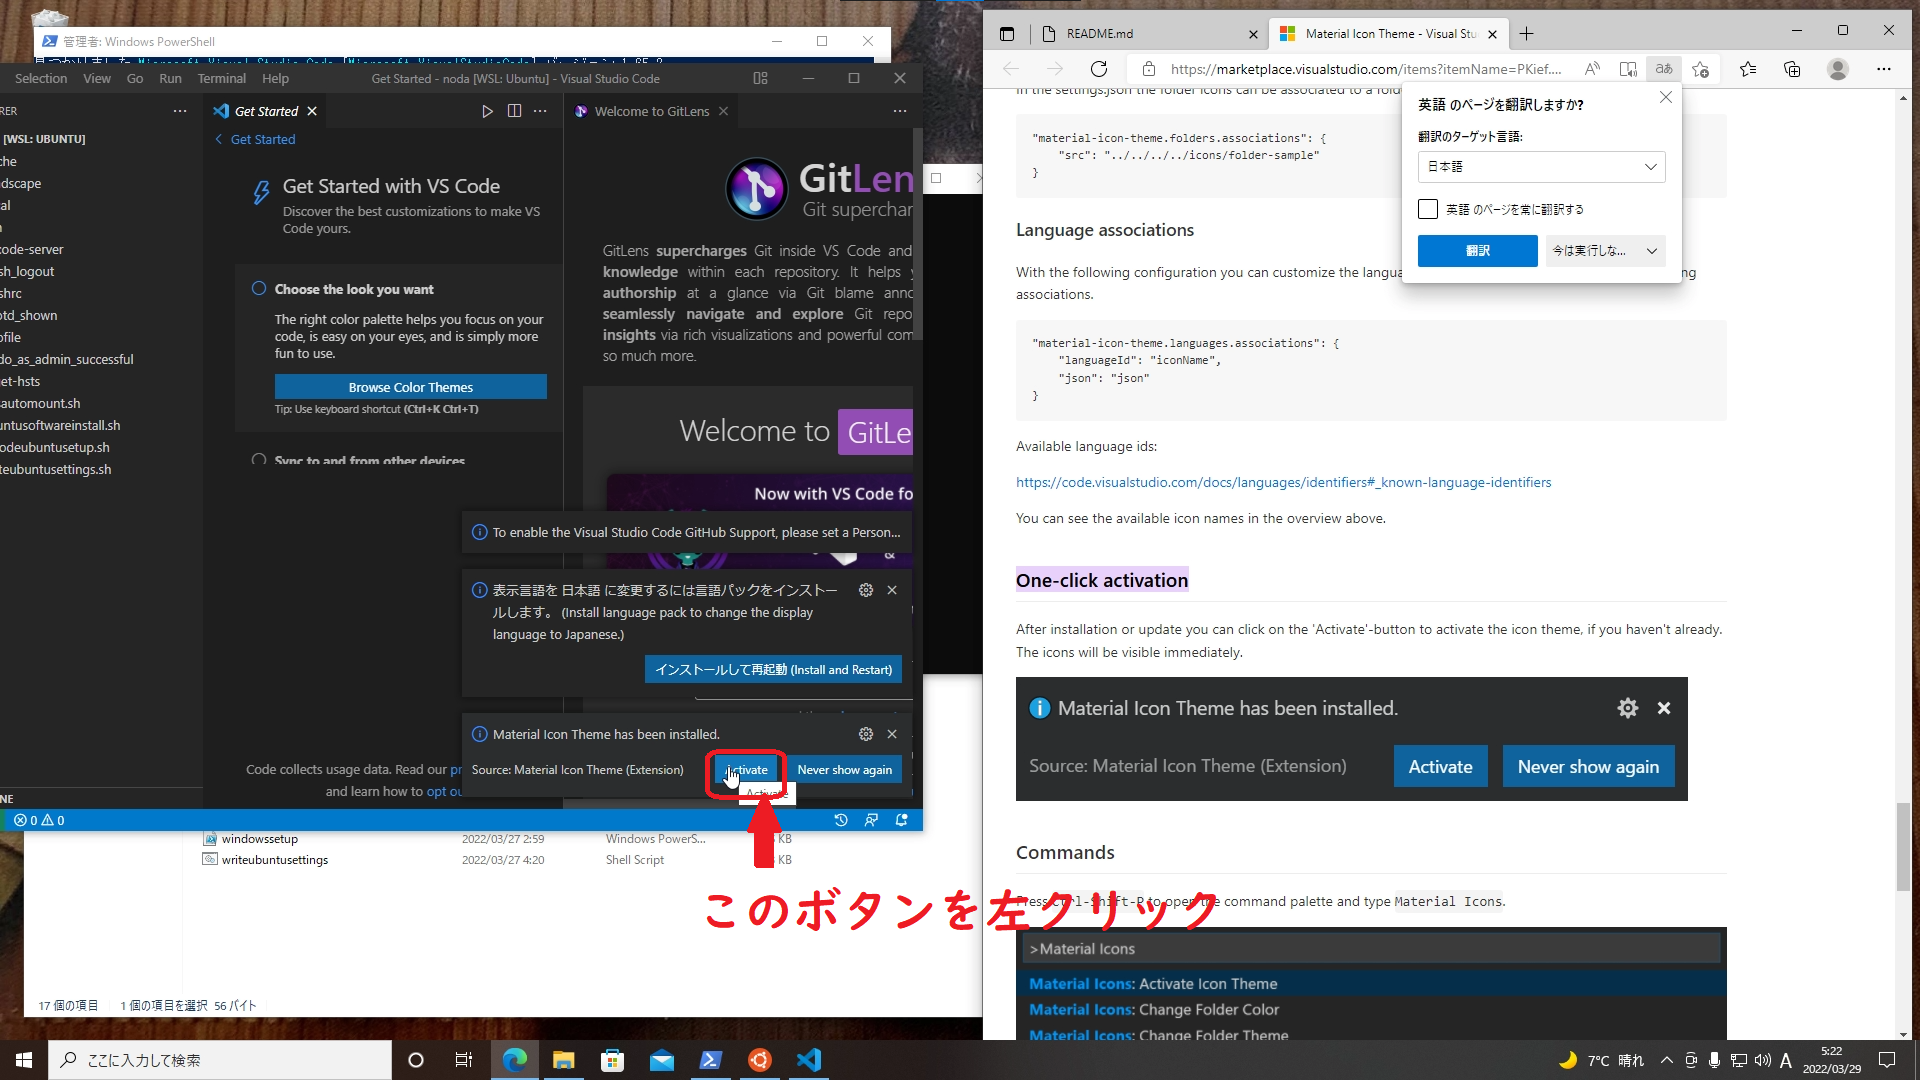 管理者: Windows PowerShell
Selection View Go Run Terminal Help
Get Started - noda [WSL: Ubuntu] - Visual Studio Code
[WSL: UBUNTU]
che
ndscape
al
code-server
sh_logout
shrc
otd_shown
ofile
do_as_admin_successful
get-hsts
automount.sh
untusoftwareinstall.sh
odeubuntusetup.sh
iteubuntusettings.sh
NE
0 0
Get Started
Get Started
Get Started with VS Code
Discover the best customizations to make VS
Code yours.
Choose the look you want
The right color palette helps you focus on your
code, is easy on your eyes, and is simply more
fun to use.
Browse Color Themes
Tip: Use keyboard shortcut (Ctrl+K Ctrl+T)
Sync to and from other devices
Code collects usage data. Read our pr
and learn how to opt ou
Welcome to GitLens
GitLen
Git superchar
GitLens supercharges Git inside VS Code and
knowledge within each repository. It helps
authorship at a glance via Git blame anno
seamlessly navigate and explore Git repo
insights via rich visualizations and powerful com
so much more.
Welcome to GitLe
Now with VS Code fo
To enable the Visual Studio Code GitHub Support, please set a Person...
表示言語を 日本語 に変更するには言語パックをインストー
ルします。 (Install language pack to change the display
language to Japanese.)
インストールして再起動 (Install and Restart)
Material Icon Theme has been installed.
Source: Material Icon Theme (Extension)
Activate
Never show again
Activate
windowssetup 2022/03/27 2:59 Windows PowerS... KB
writeubuntusettings 2022/03/27 4:20 Shell Script KB
このボタンを左クリック
17 個の項目 1 個の項目を選択 56 バイト
README.md
Material Icon Theme - Visual Stu
https://marketplace.visualstudio.com/items?itemName=PKief....
In the settings.json the folder icons can be associated to a fold
"material-icon-theme.folders.associations": {
"src": "../../../../icons/folder-sample"
}
英語 のページを翻訳しますか?
翻訳のターゲット言語:
日本語
英語 のページを常に翻訳する
翻訳
今は実行しな...
Language associations
With the following configuration you can customize the langua ng
associations.
"material-icon-theme.languages.associations": {
"languageId": "iconName",
"json": "json"
}
Available language ids:
https://code.visualstudio.com/docs/languages/identifiers#_known-language-identifiers
You can see the available icon names in the overview above.
One-click activation
After installation or update you can click on the 'Activate'-button to activate the icon theme, if you haven't already.
The icons will be visible immediately.
Material Icon Theme has been installed.
Source: Material Icon Theme (Extension)
Activate
Never show again
Commands
Press Ctrl-Shift-P to open the command palette and type Material Icons.
>Material Icons
Material Icons: Activate Icon Theme
Material Icons: Change Folder Color
Material Icons: Change Folder Theme
ここに入力して検索
7°C 晴れ
A
5:22
2022/03/29